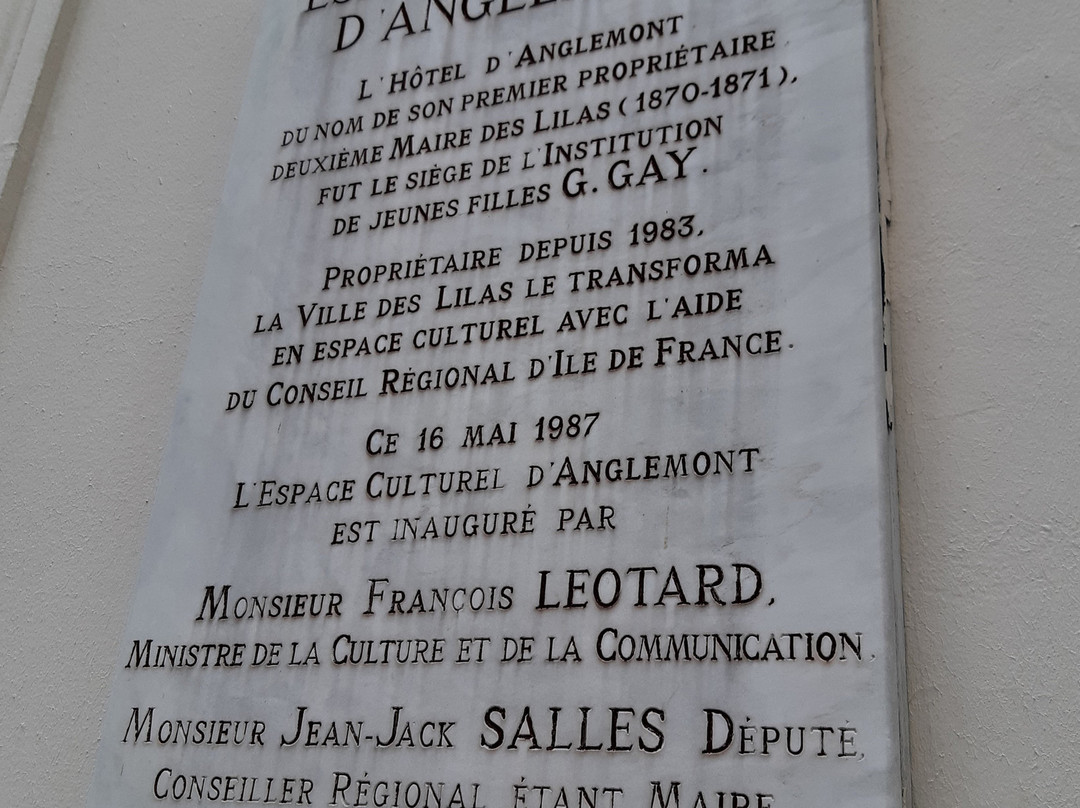 D'ANGLE
L'HÔTEL D'ANGLEMONT
DU NOM DE SON PREMIER PROPRIÉTAIRE
DEUXIÈME MAIRE DES LILAS (1870-1871),
FUT LE SIÈGE DE L'INSTITUTION
DE JEUNES FILLES G. GAY.
PROPRIÉTAIRE DEPUIS 1983,
LA VILLE DES LILAS LE TRANSFORMA
EN ESPACE CULTUREL AVEC L'AIDE
DU CONSEIL RÉGIONAL D'ILE DE FRANCE.
CE 16 MAI 1987
L'ESPACE CULTUREL D'ANGLEMONT
EST INAUGURÉ PAR
MONSIEUR FRANÇOIS LEOTARD,
MINISTRE DE LA CULTURE ET DE LA COMMUNICATION,
MONSIEUR JEAN-JACK SALLES DÉPUTÉ,
CONSEILLER RÉGIONAL ÉTANT MAIRE